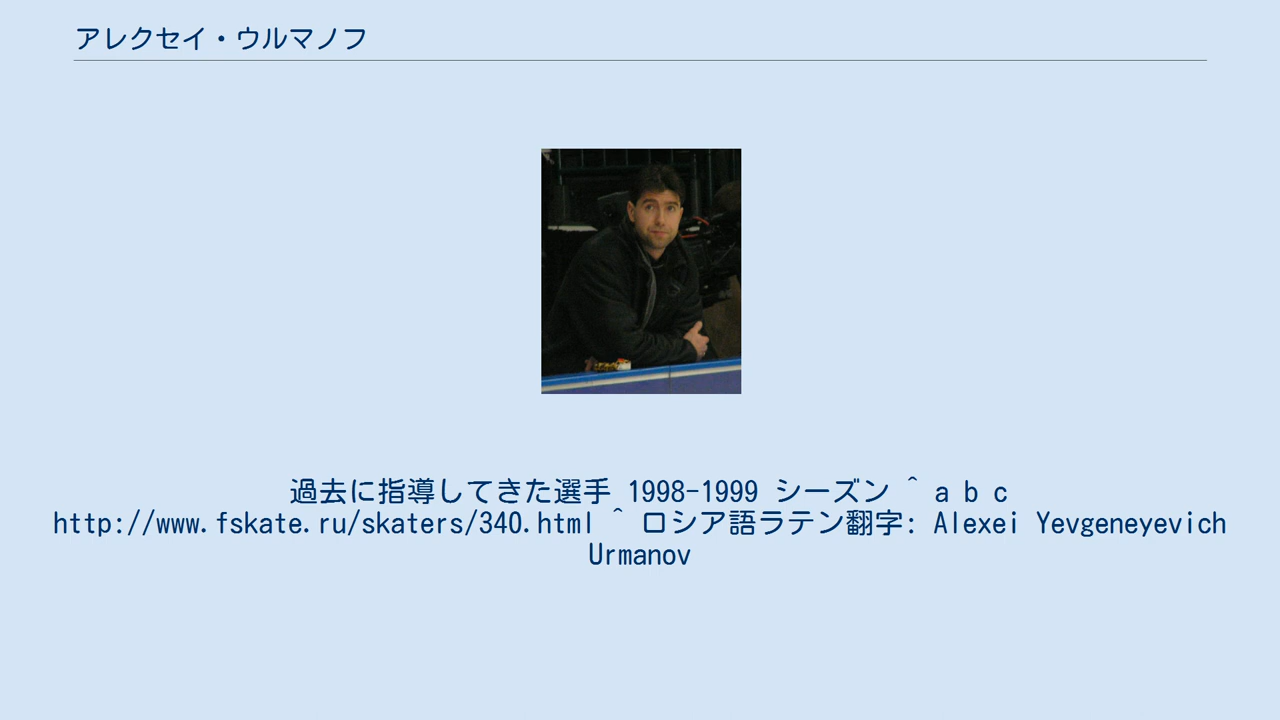 アレクセイ・ウルマノフ
過去に指導してきた選手 1998-1999 シーズン ^ a b c
http://www.fskate.ru/skaters/340.html ^ ロシア語ラテン翻字: Alexei Yevgeneyevich
Urmanov